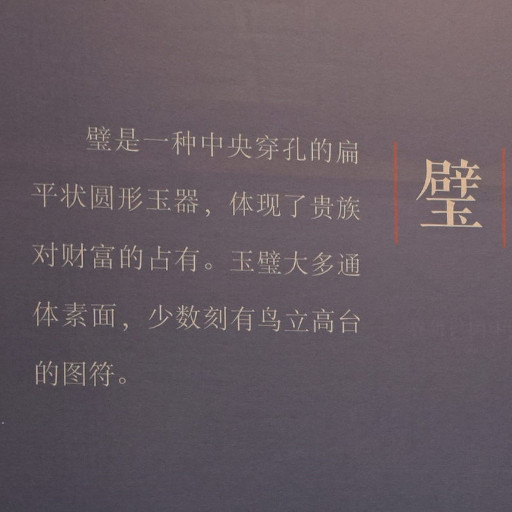 璧
璧是一种中央穿孔的扁
平状圆形玉器，体现了贵族
对财富的占有。玉璧大多通
体素面，少数刻有鸟立高台
的图符。